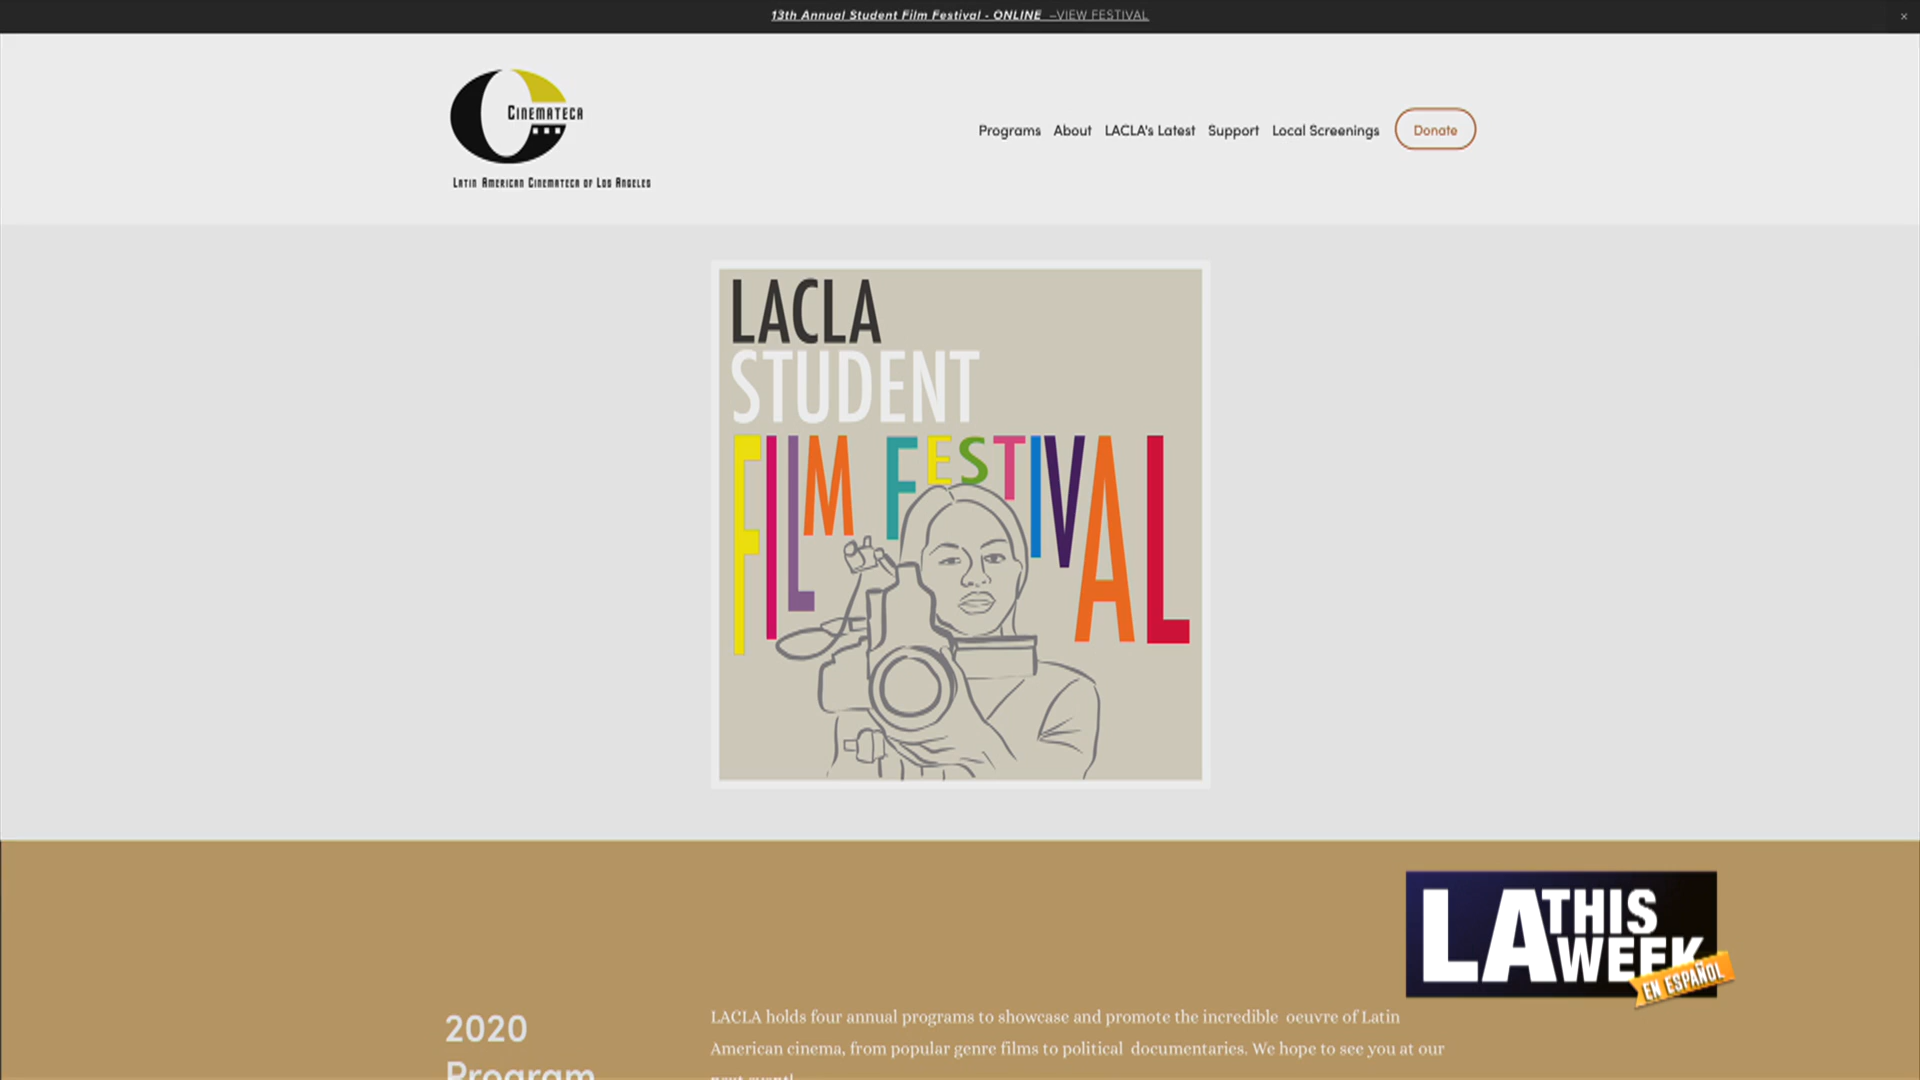 13th Annual Student Film Festival - ONLINE –VIEW FESTIVAL
×
CINEMATECA
LATIN AMERICAN CINEMATECA OF LOS ANGELES
Programs About LACLA's Latest Support Local Screenings Donate
LACLA
STUDENT
FILM FESTIVAL
LA THIS
WEEK
EN ESPAÑOL
2020
Program
LACLA holds four annual programs to showcase and promote the incredible oeuvre of Latin
American cinema, from popular genre films to political documentaries. We hope to see you at our
next event!